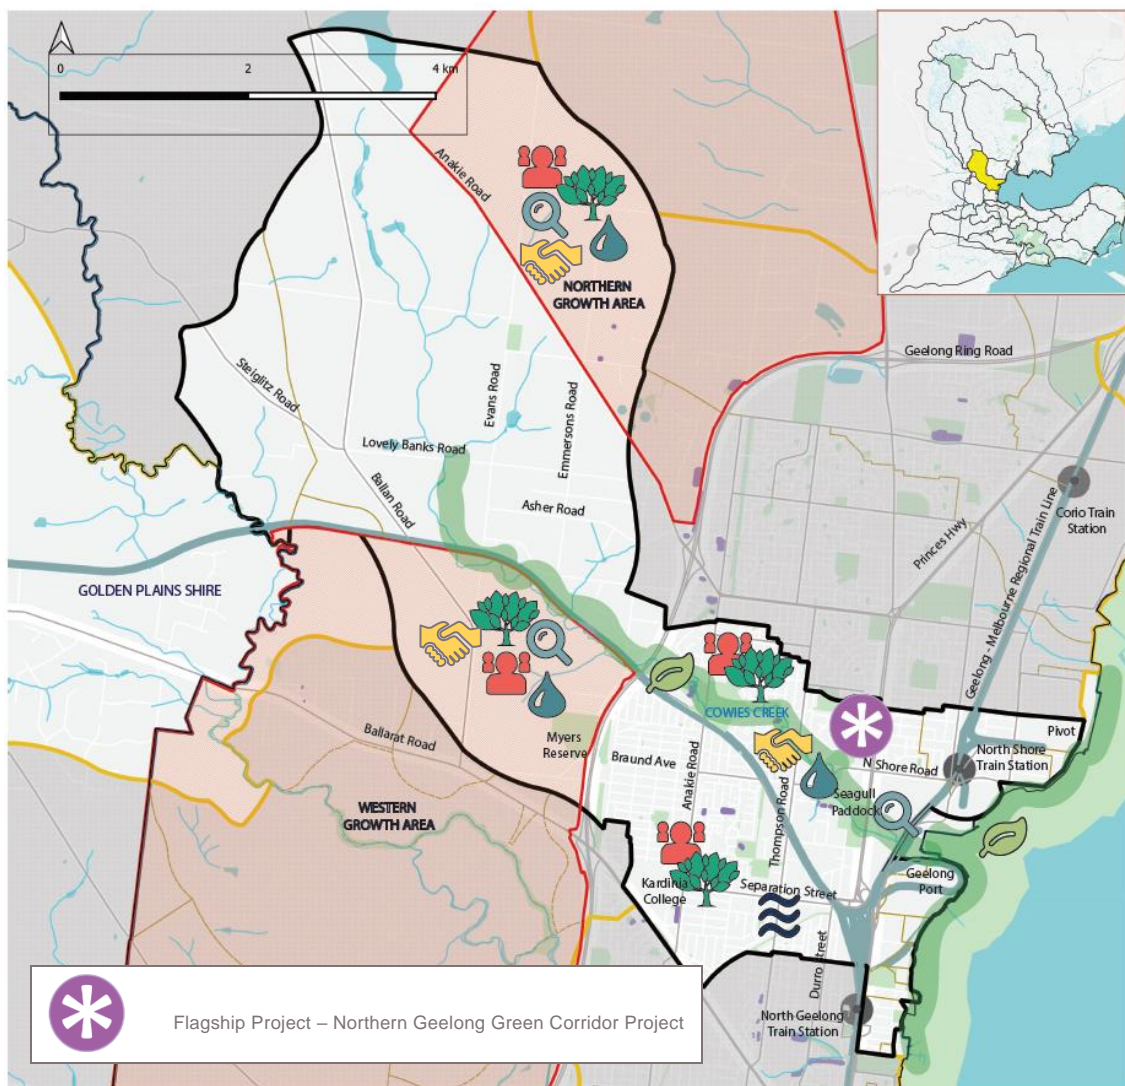 0
2
4 km
Anakie Road
NORTHERN
GROWTH AREA
Geelong Ring Road
Steiglitz Road
Evans Road
Emmersons Road
Lovely Banks Road
Ballan Road
Asher Road
Princes Hwy
Geelong - Melbourne Regional Train Line
Corio Train
Station
GOLDEN PLAINS SHIRE
COWIES CREEK
Pivot
Myers
Reserve
Ballarat Road
Braund Ave
Anakie Road
N Shore Road
North Shore
Train Station
Thompson Road
Seagull
Paddock
WESTERN
GROWTH AREA
Kardinia
College
Separation Street
Geelong
Port
Durro Street
North Geelong
Train Station
Flagship Project – Northern Geelong Green Corridor Project